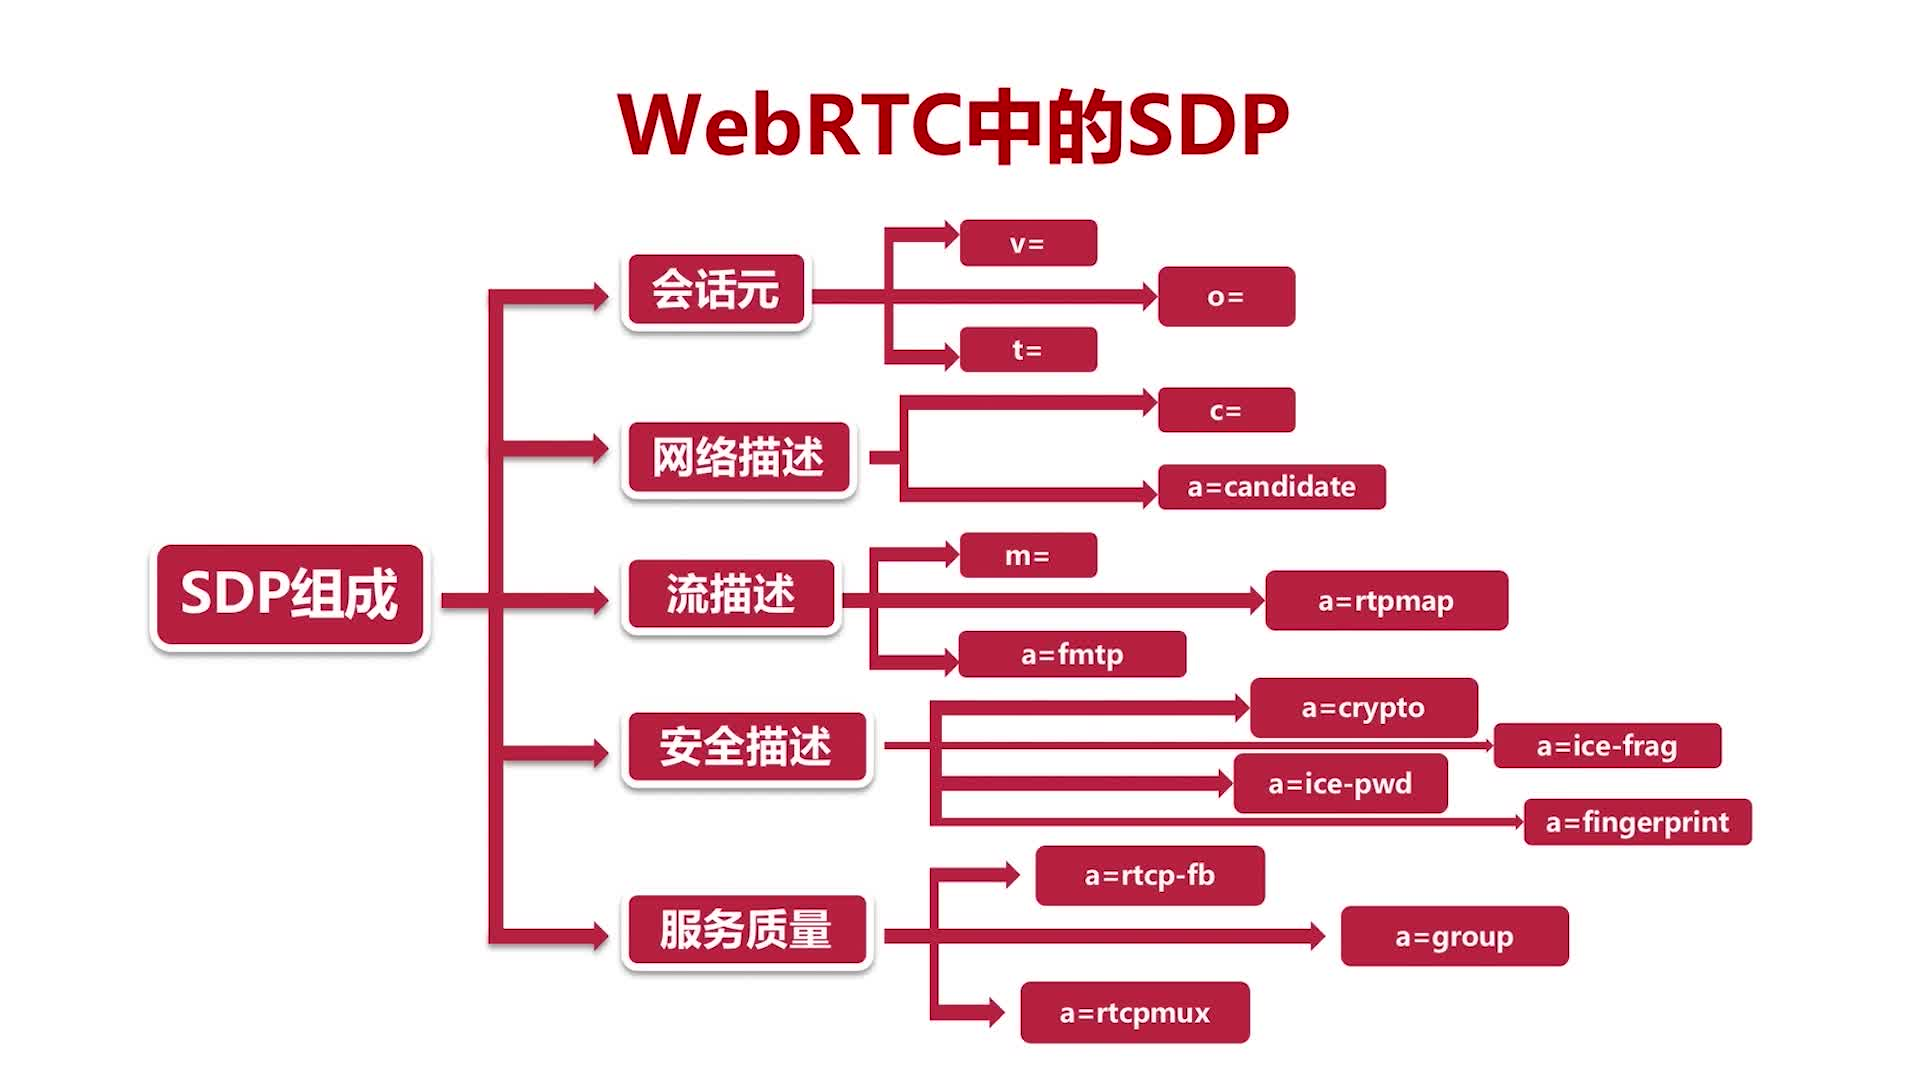 WebRTC中的SDP
SDP组成
会话元
v=
o=
t=
网络描述
c=
a=candidate
流描述
m=
a=rtpmap
a=fmtp
安全描述
a=crypto
a=ice-frag
a=ice-pwd
a=fingerprint
服务质量
a=rtcp-fb
a=group
a=rtcpmux